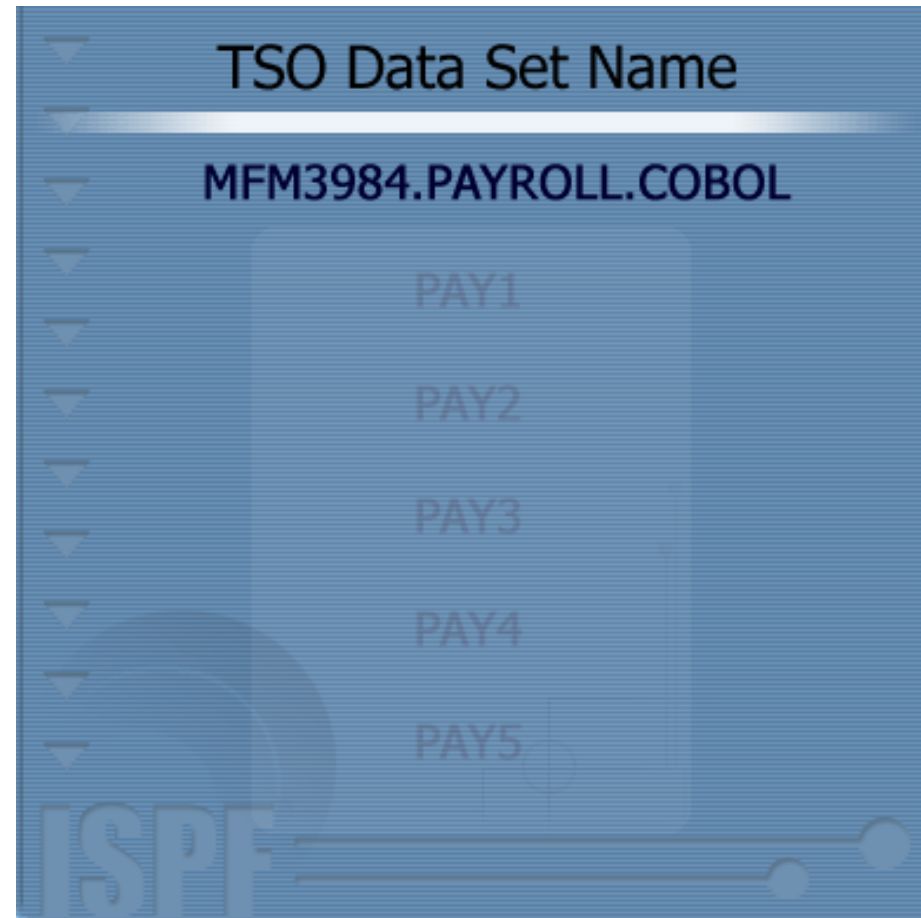 TSO Data Set Name
MFM3984.PAYROLL.COBOL
PAY1
PAY2
PAY3
PAY4
PAY5
ISPF